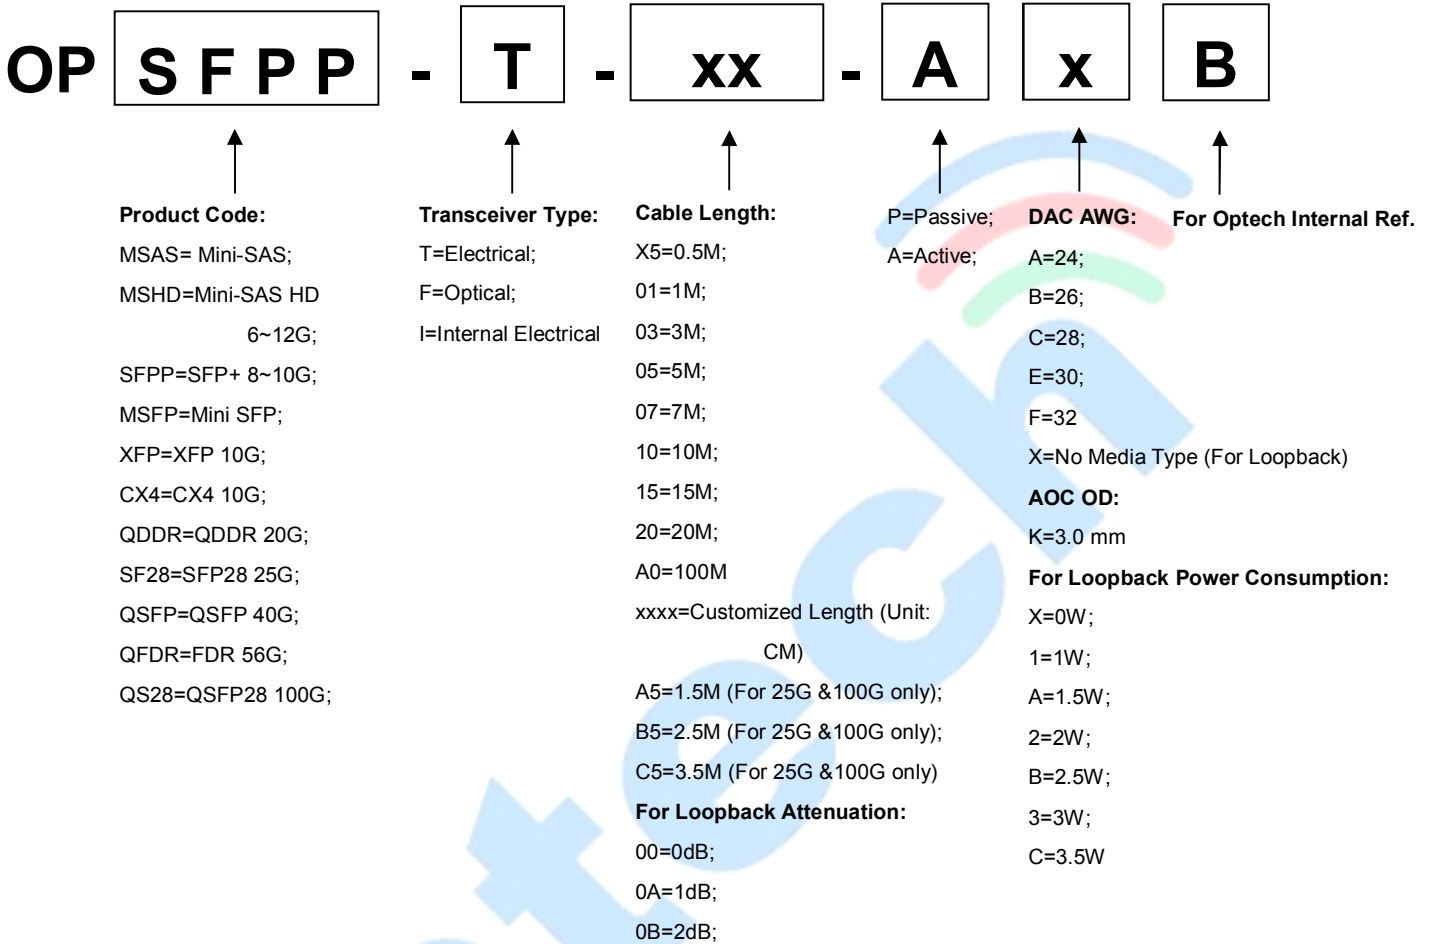 OP SFPP - T - xx - A x B
Product Code:
MSAS= Mini-SAS;
MSHD=Mini-SAS HD
6~12G;
SFPP=SFP+ 8~10G;
MSFP=Mini SFP;
XFP=XFP 10G;
CX4=CX4 10G;
QDDR=QDDR 20G;
SF28=SFP28 25G;
QSFP=QSFP 40G;
QFDR=FDR 56G;
QS28=QSFP28 100G;
Transceiver Type:
T=Electrical;
F=Optical;
I=Internal Electrical
Cable Length:
X5=0.5M;
01=1M;
03=3M;
05=5M;
07=7M;
10=10M;
15=15M;
20=20M;
A0=100M
xxxx=Customized Length (Unit:
CM)
A5=1.5M (For 25G &100G only);
B5=2.5M (For 25G &100G only);
C5=3.5M (For 25G &100G only)
For Loopback Attenuation:
00=0dB;
0A=1dB;
0B=2dB;
P=Passive;
A=Active;
DAC AWG:
A=24;
B=26;
C=28;
E=30;
F=32
X=No Media Type (For Loopback)
AOC OD:
K=3.0 mm
For Loopback Power Consumption:
X=0W;
1=1W;
A=1.5W;
2=2W;
B=2.5W;
3=3W;
C=3.5W
For Optech Internal Ref.
tech